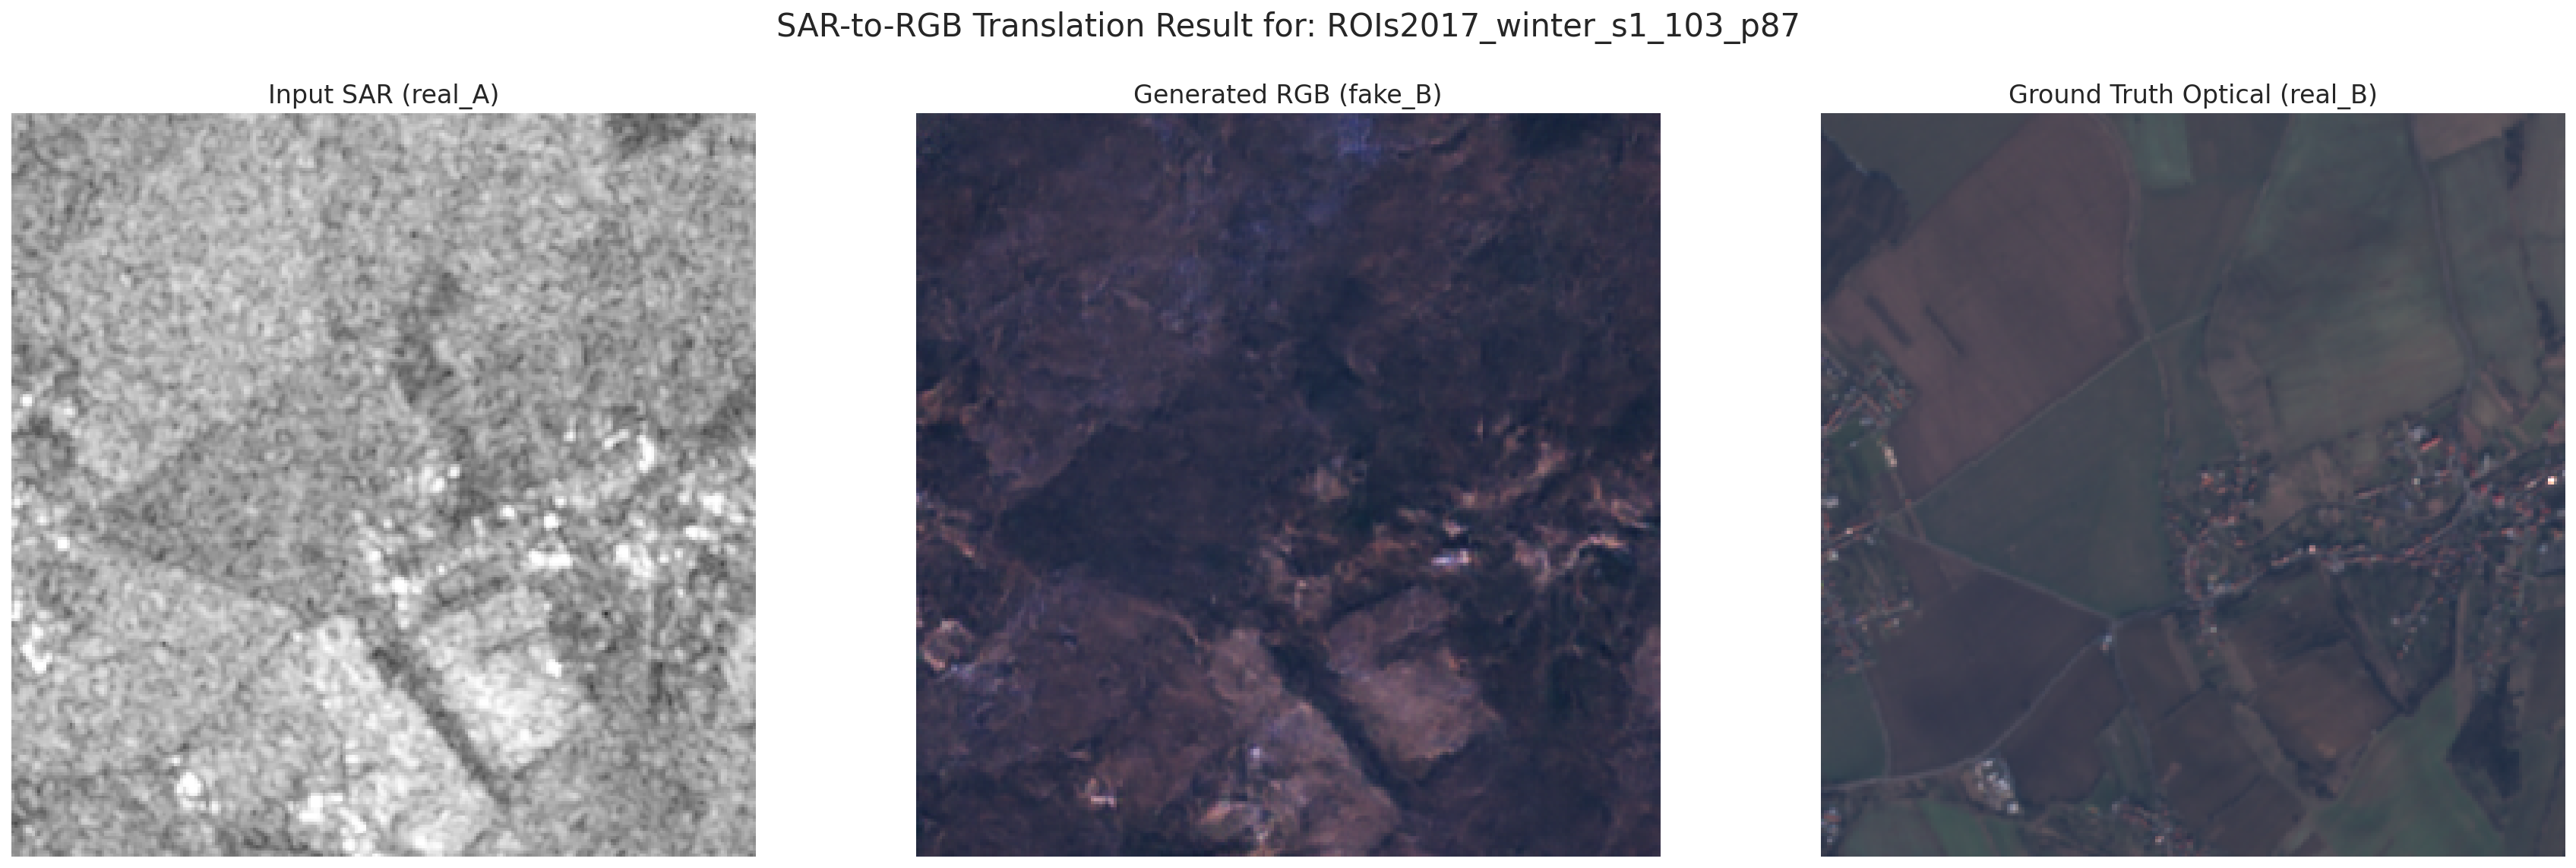 SAR-to-RGB Translation Result for: ROIs2017_winter_s1_103_p87
Input SAR (real_A)
Generated RGB (fake_B)
Ground Truth Optical (real_B)